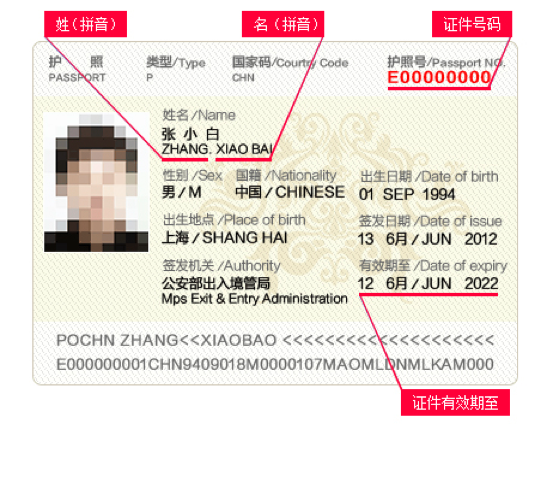 姓（拼音）
名（拼音）
证件号码
护 照 类型/Type 国家码/Courtry Code 护照号/Passport NO.
PASSPORT P CHN E00000000
姓名/Name
张 小 白
ZHANG. XIAO BAI
性别/Sex 国籍/Nationality 出生日期/Date of birth
男/M 中国/CHINESE 01 SEP 1994
出生地点/Place of birth 签发日期/Date of issue
上海/SHANG HAI 13 6月/JUN 2012
签发机关/Authority 有效期至/Date of expiry
公安部出入境管局 12 6月/JUN 2022
Mps Exit & Entry Administration
POCHN ZHANG<<XIAOBAO <<<<<<<<<<<<<<<<<<<<
E000000001CHN9409018M0000107MAOMLDNMLKAM000
证件有效期至